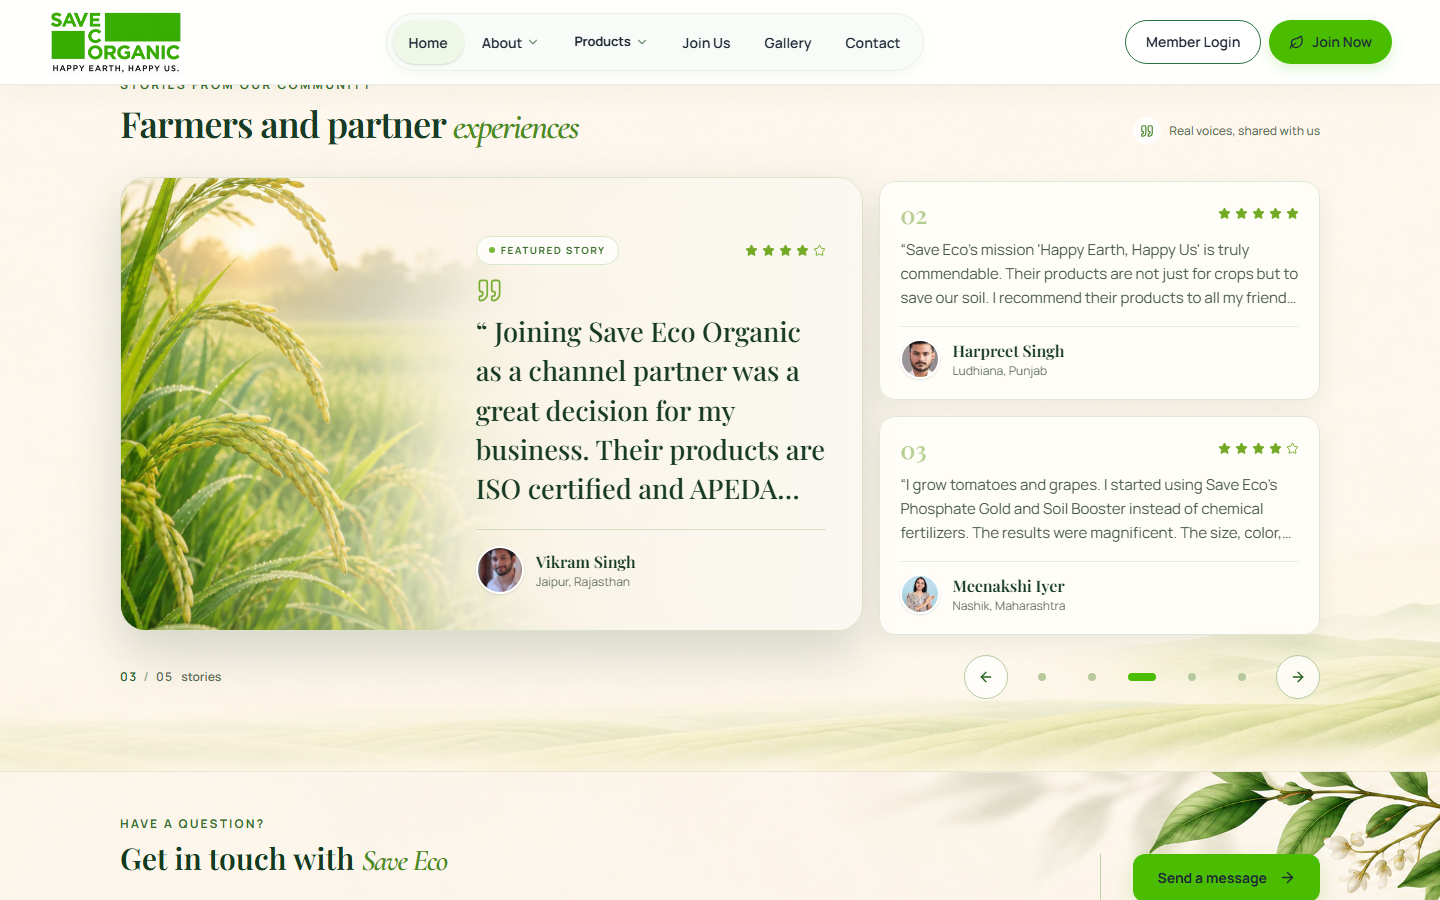 SAVE
ECO
ORGANIC
HAPPY EARTH, HAPPY US.
Home
About
Products
Join Us
Gallery
Contact
Member Login
Join Now
STORIES FROM OUR COMMUNITY
Farmers and partner experiences
Real voices, shared with us
FEATURED STORY
“ Joining Save Eco Organic
as a channel partner was a
great decision for my
business. Their products are
ISO certified and APEDA...
Vikram Singh
Jaipur, Rajasthan
02
“Save Eco's mission 'Happy Earth, Happy Us' is truly
commendable. Their products are not just for crops but to
save our soil. I recommend their products to all my friend...
Harpreet Singh
Ludhiana, Punjab
03
“I grow tomatoes and grapes. I started using Save Eco's
Phosphate Gold and Soil Booster instead of chemical
fertilizers. The results were magnificent. The size, color,...
Meenakshi Iyer
Nashik, Maharashtra
03 / 05 stories
HAVE A QUESTION?
Get in touch with Save Eco
Send a message